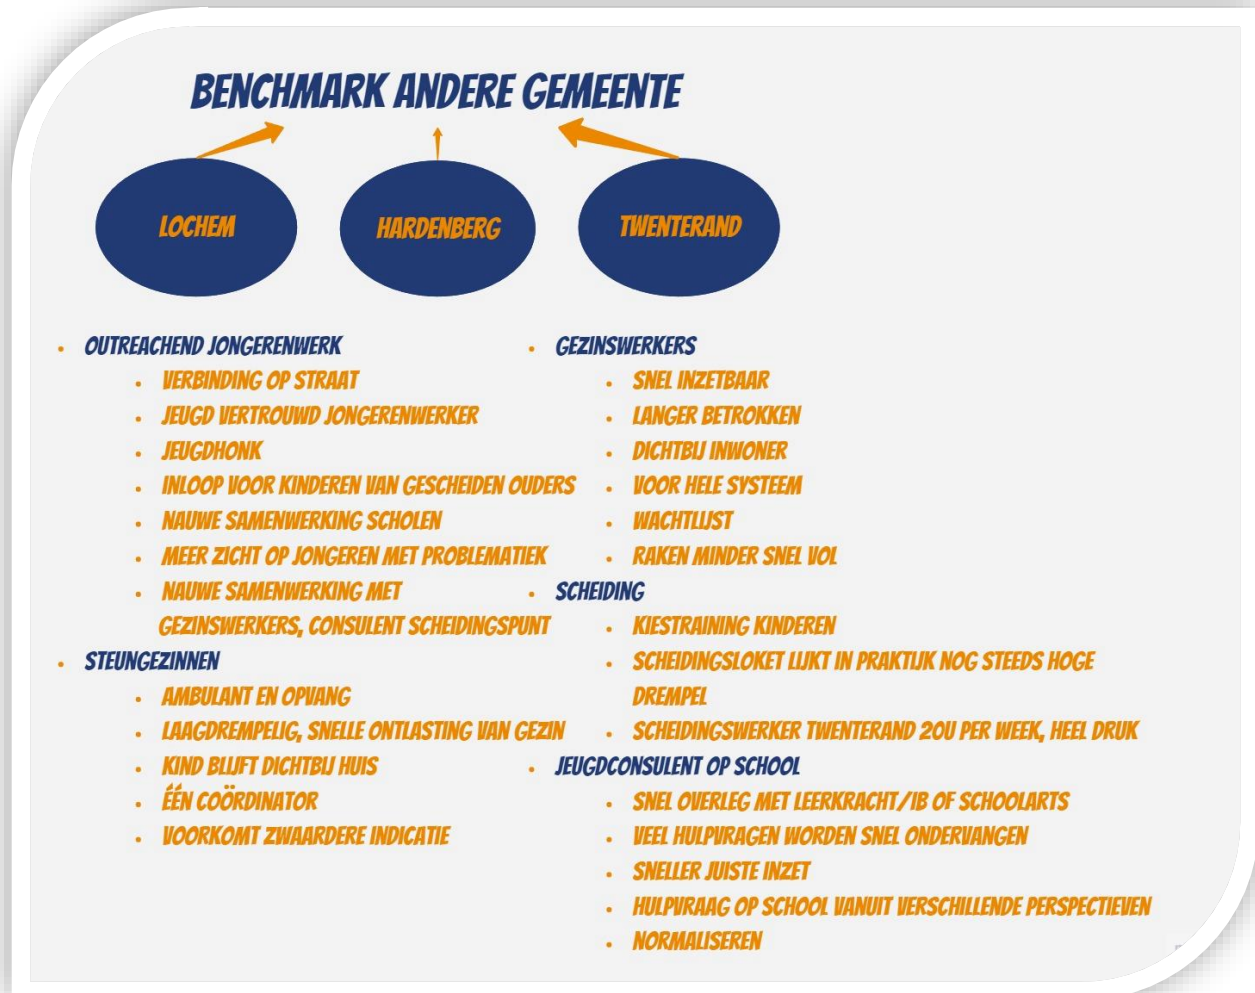 BENCHMARK ANDERE GEMEENTE
LOCHEM
HARDENBERG
TWENTERAND
• OUTREACHEND JONGERENWERK
• VERBINDING OP STRAAT
• JEUGD VERTROUWD JONGERENWERKER
• JEUGDHONK
• INLOOP VOOR KINDEREN VAN GESCHEIDEN OUDERS
• NAUWE SAMENWERKING SCHOLEN
• MEER ZICHT OP JONGEREN MET PROBLEMATIEK
• NAUWE SAMENWERKING MET
GEZINSWERKERS, CONSULENT SCHEIDINGSPUNT
• STEUNGEZINNEN
• AMBULANT EN OPVANG
• LAAGDREMPELIG, SNELLE ONTLASTING VAN GEZIN
• KIND BLIJFT DICHTBIJ HUIS
• ÉÉN COÖRDINATOR
• VOORKOMT ZWAARDERE INDICATIE
• GEZINSWERKERS
• SNEL INZETBAAR
• LANGER BETROKKEN
• DICHTBIJ INWONER
• VOOR HELE SYSTEEM
• WACHTLIJST
• RAKEN MINDER SNEL VOL
• SCHEIDING
• KIESTRAINING KINDEREN
• SCHEIDINGSLOKET LIJKT IN PRAKTIJK NOG STEEDS HOGE
DREMPEL
• SCHEIDINGSWERKER TWENTERAND 20U PER WEEK, HEEL DRUK
• JEUGDCONSULENT OP SCHOOL
• SNEL OVERLEG MET LEERKRACHT/IB OF SCHOOLARTS
• VEEL HULPVRAGEN WORDEN SNEL ONDERVANGEN
• SNELLER JUISTE INZET
• HULPVRAAG OP SCHOOL VANUIT VERSCHILLENDE PERSPECTIEVEN
• NORMALISEREN